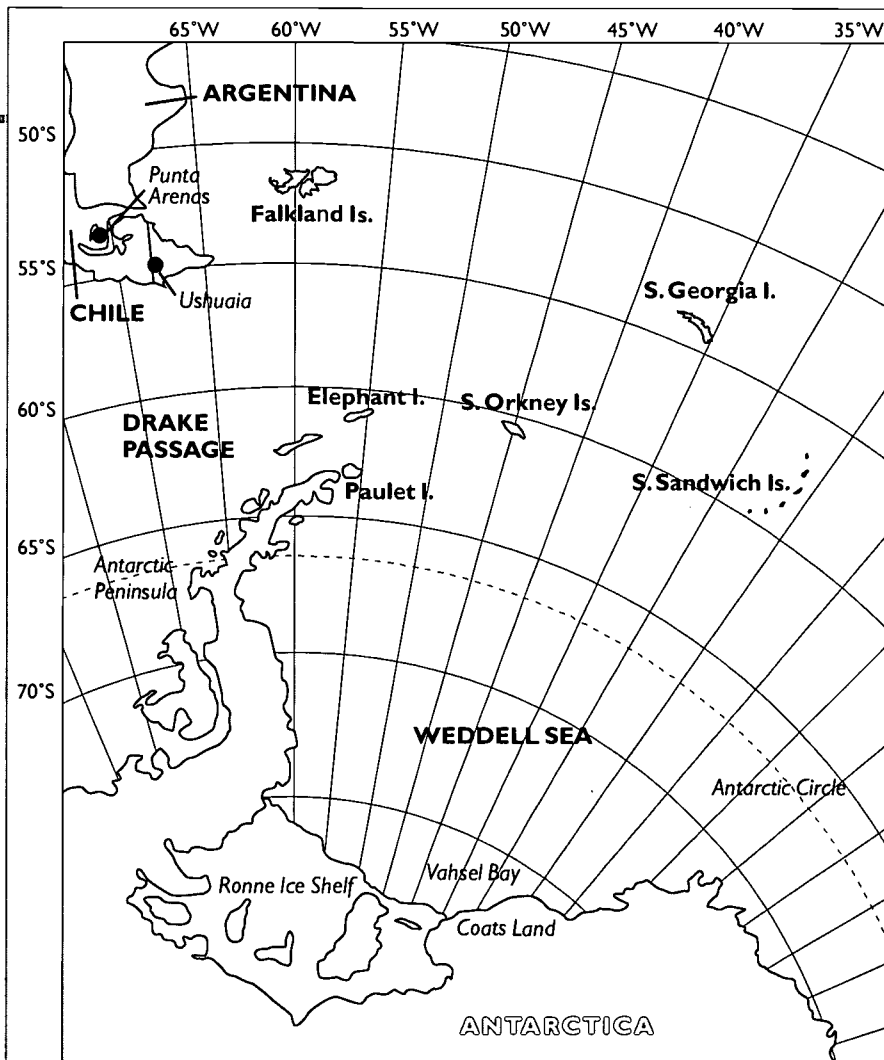 65°W 60°W 55°W 50°W 45°W 40°W 35°W
ARGENTINA
50°S
Punta
Arenas
Falkland Is.
55°S
Ushuaia
CHILE
S. Georgia I.
Elephant I.
S. Orkney Is.
60°S
DRAKE
PASSAGE
Paulet I.
S. Sandwich Is.
65°S
Antarctic
Peninsula
70°S
WEDDELL SEA
Antarctic Circle
Vahsel Bay
Ronne Ice Shelf
Coats Land
ANTARCTICA